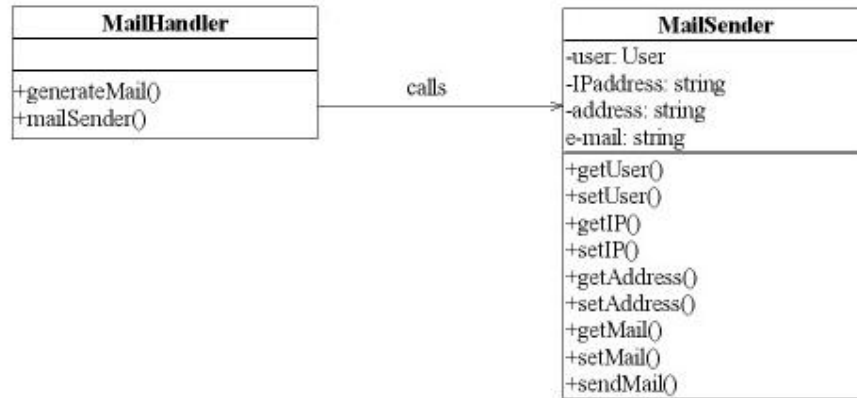 MailHandler
+generateMail()
+mailSender()
calls
MailSender
-user: User
-IPaddress: string
-address: string
e-mail: string
+getUser()
+setUser()
+getIP()
+setIP()
+getAddress()
+setAddress()
+getMail()
+setMail()
+sendMail()